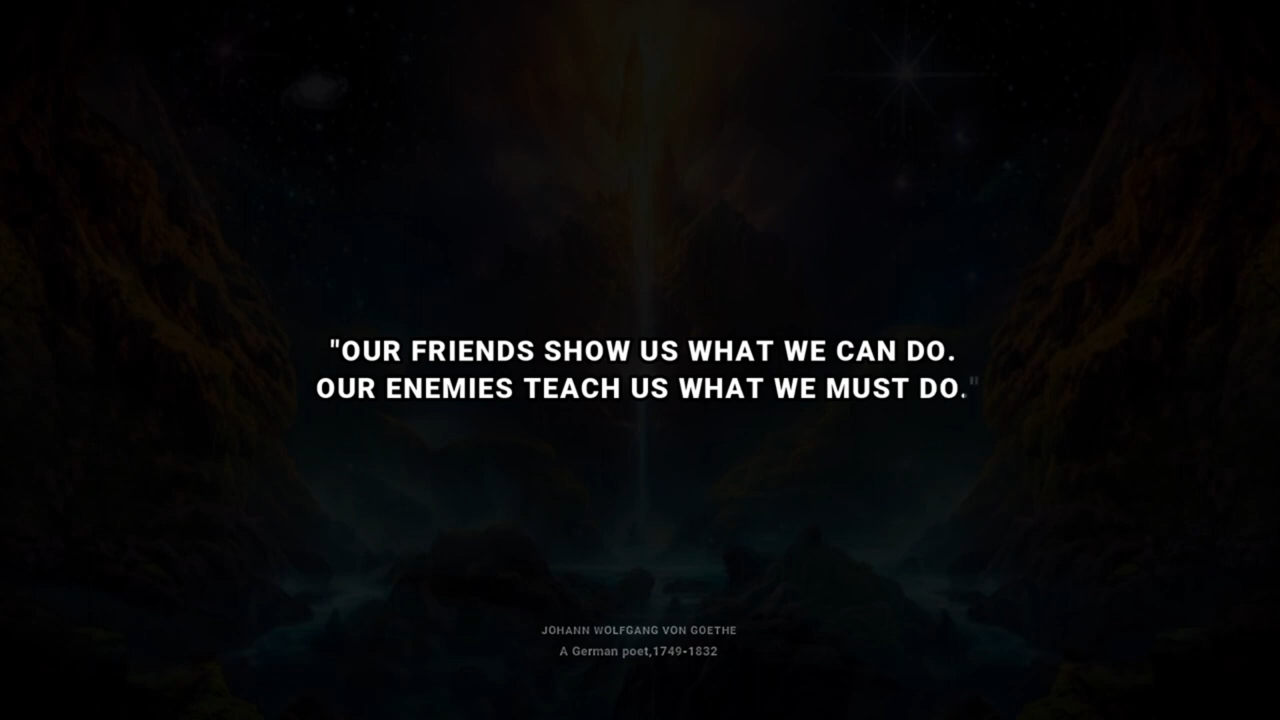 "OUR FRIENDS SHOW US WHAT WE CAN DO.
OUR ENEMIES TEACH US WHAT WE MUST DO."
JOHANN WOLFGANG VON GOETHE
A German poet,1749-1832